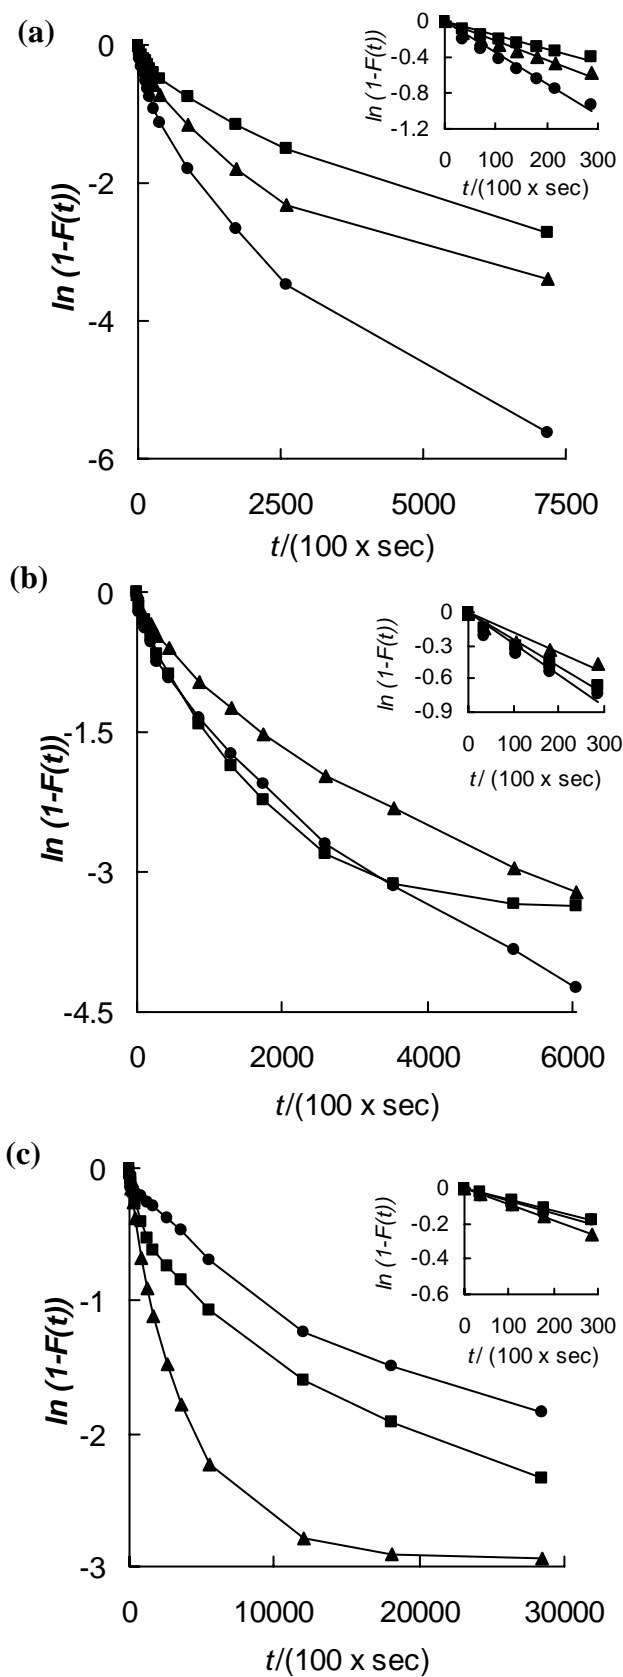 (a)
0
-2
-4
-6
ln (1-F(t))
0 2500 5000 7500
t/(100 x sec)
0
-0.4
-0.8
-1.2
ln (1-F(t))
0 100 200 300
t/(100 x sec)
(b)
0
-1.5
-3
-4.5
ln (1-F(t))
0 2000 4000 6000
t/(100 x sec)
0
-0.3
-0.6
-0.9
ln (1-F(t))
0 100 200 300
t/ (100 x sec)
(c)
0
-1
-2
-3
ln (1-F(t))
0 10000 20000 30000
t/(100 x sec)
0
-0.2
-0.4
-0.6
ln (1-F(t))
0 100 200 300
t/ (100 x sec)